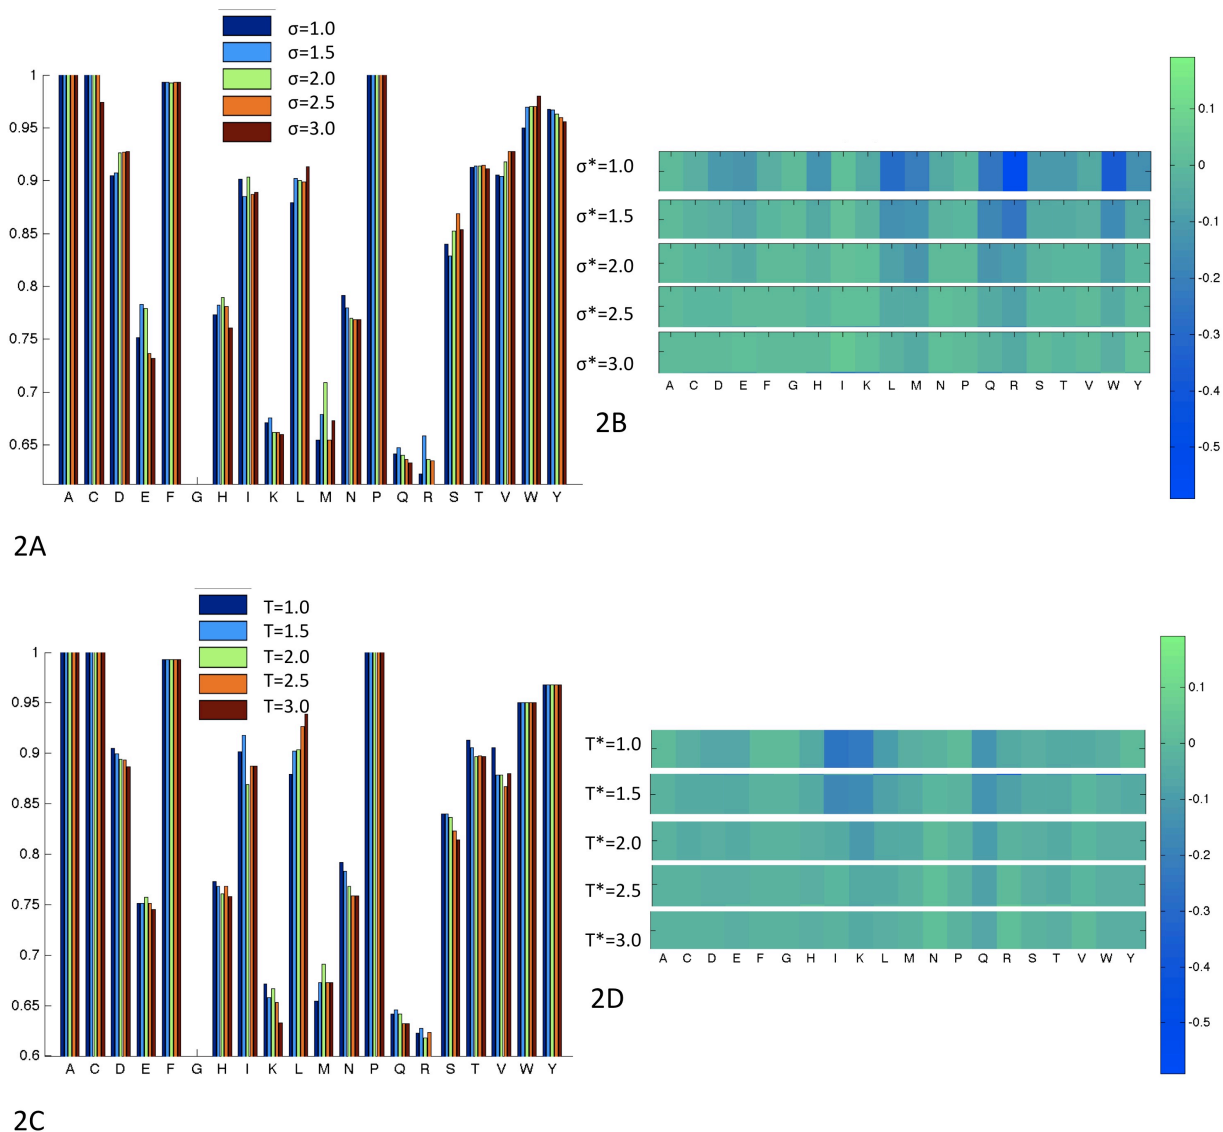 σ=1.0
σ=1.5
σ=2.0
σ=2.5
σ=3.0
1
0.95
0.9
0.85
0.8
0.75
0.7
0.65
A C D E F G H I K L M N P Q R S T V W Y
2A
σ*=1.0
σ*=1.5
σ*=2.0
σ*=2.5
σ*=3.0
A C D E F G H I K L M N P Q R S T V W Y
2B
0.1
0
-0.1
-0.2
-0.3
-0.4
-0.5
T=1.0
T=1.5
T=2.0
T=2.5
T=3.0
1
0.95
0.9
0.85
0.8
0.75
0.7
0.65
0.6
A C D E F G H I K L M N P Q R S T V W Y
2C
T*=1.0
T*=1.5
T*=2.0
T*=2.5
T*=3.0
A C D E F G H I K L M N P Q R S T V W Y
2D
0.1
0
-0.1
-0.2
-0.3
-0.4
-0.5